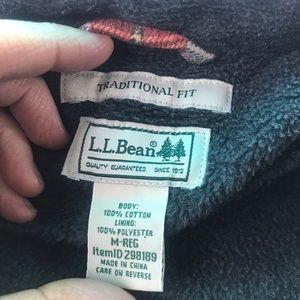 TRADITIONAL FIT
L.L.Bean®
QUALITY GUARANTEED SINCE 1912
BODY:
100% COTTON
LINING:
100% POLYESTER
M-REG
ItemID 298189
MADE IN CHINA
CARE ON REVERSE